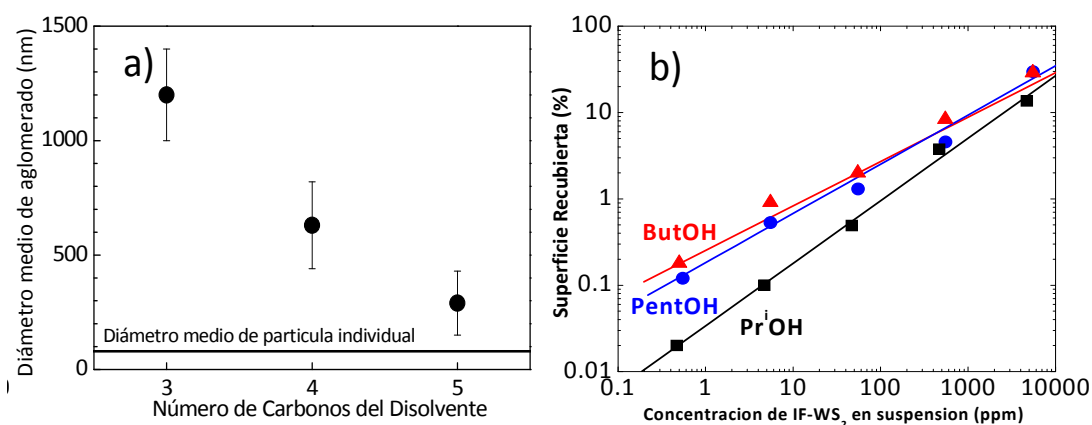 a)
Diámetro medio de aglomerado (nm)
1500
1000
500
0
Diámetro medio de particula individual
3
4
5
Número de Carbonos del Disolvente
b)
Superficie Recubierta (%)
100
10
1
0.1
0.01
ButOH
PentOH
PrⁱOH
0.1
1
10
100
1000
10000
Concentracion de IF-WS₂ en suspension (ppm)